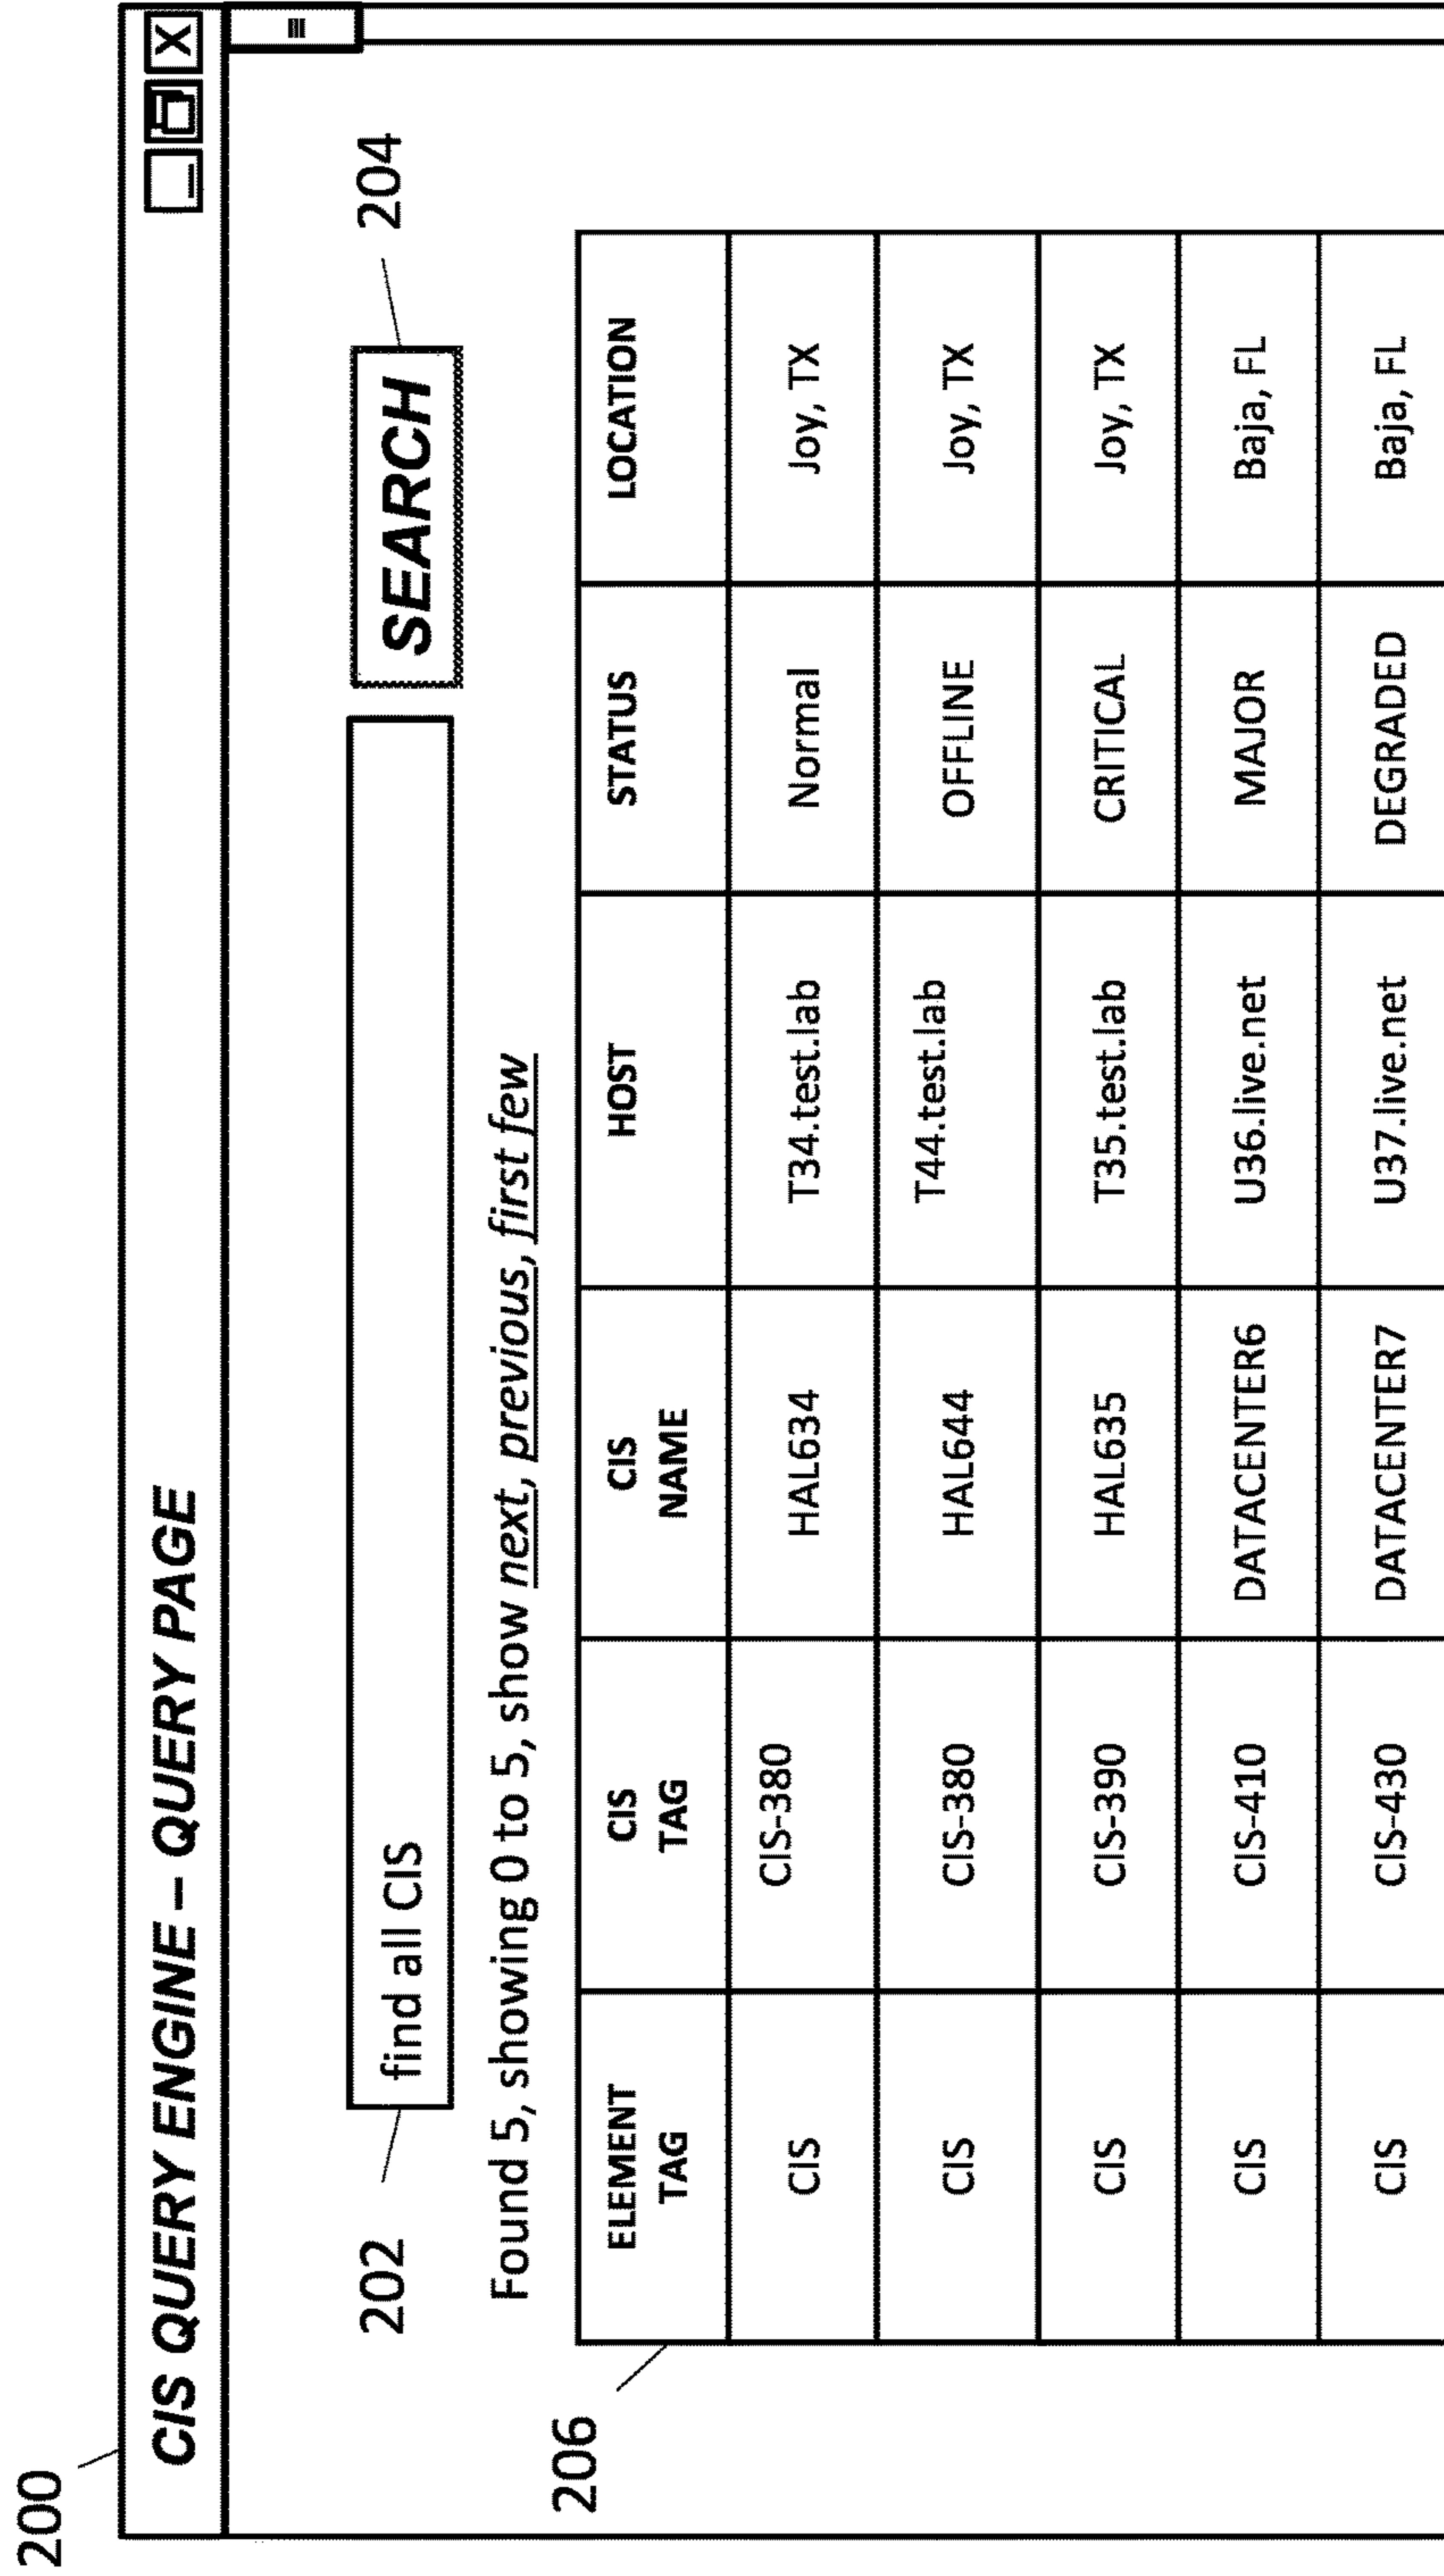 200
CIS QUERY ENGINE – QUERY PAGE X
202 find all CIS SEARCH 204
Found 5, showing 0 to 5, show next, previous, first few
206
ELEMENT TAG CIS TAG CIS NAME HOST STATUS LOCATION
CIS CIS-380 HAL634 T34.test.lab Normal Joy, TX
CIS CIS-380 HAL644 T44.test.lab OFFLINE Joy, TX
CIS CIS-390 HAL635 T35.test.lab CRITICAL Joy, TX
CIS CIS-410 DATACENTER6 U36.live.net MAJOR Baja, FL
CIS CIS-430 DATACENTER7 U37.live.net DEGRADED Baja, FL